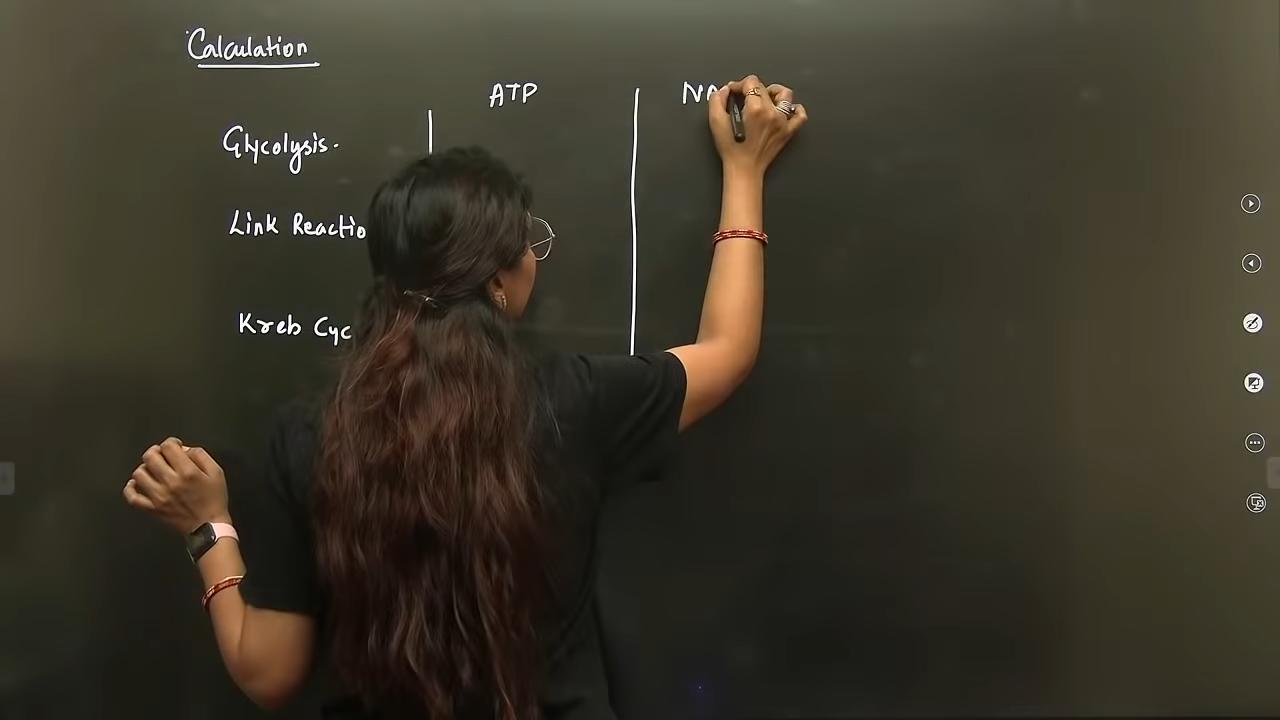 Calculation
ATP
Glycolysis.
Link Reactio
Kreb Cyc